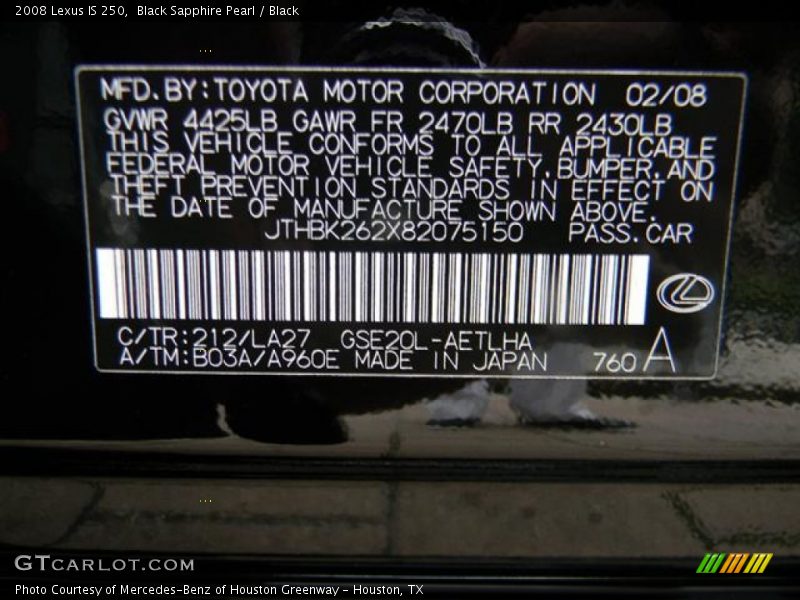 2008 Lexus IS 250,  Black Sapphire Pearl / Black
MFD.BY:TOYOTA MOTOR CORPORATION 02/08
GVWR 4425LB GAWR FR 2470LB RR 2430LB
THIS VEHICLE CONFORMS TO ALL APPLICABLE
FEDERAL MOTOR VEHICLE SAFETY,BUMPER,AND
THEFT PREVENTION STANDARDS IN EFFECT ON
THE DATE OF MANUFACTURE SHOWN ABOVE.
JTHBK262X82075150 PASS.CAR
C/TR:212/LA27 GSE20L-AETLHA
A/TM:B03A/A960E MADE IN JAPAN 760 A
GTCARLOT.COM
Photo Courtesy of Mercedes-Benz of Houston Greenway - Houston, TX